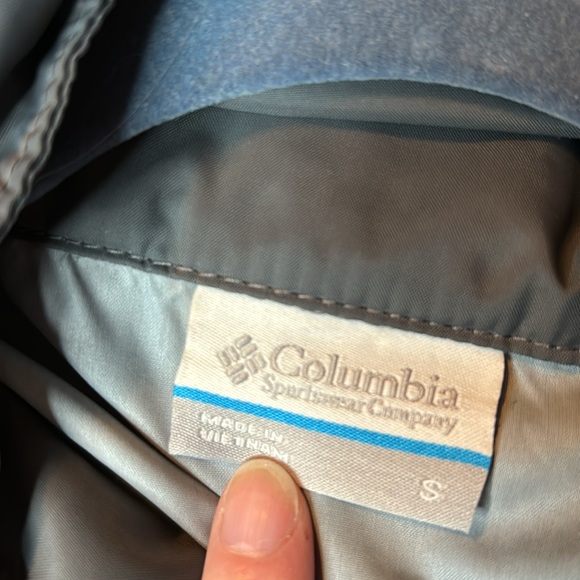 Columbia
Sportswear Company
MADE IN
VIETNAM
S